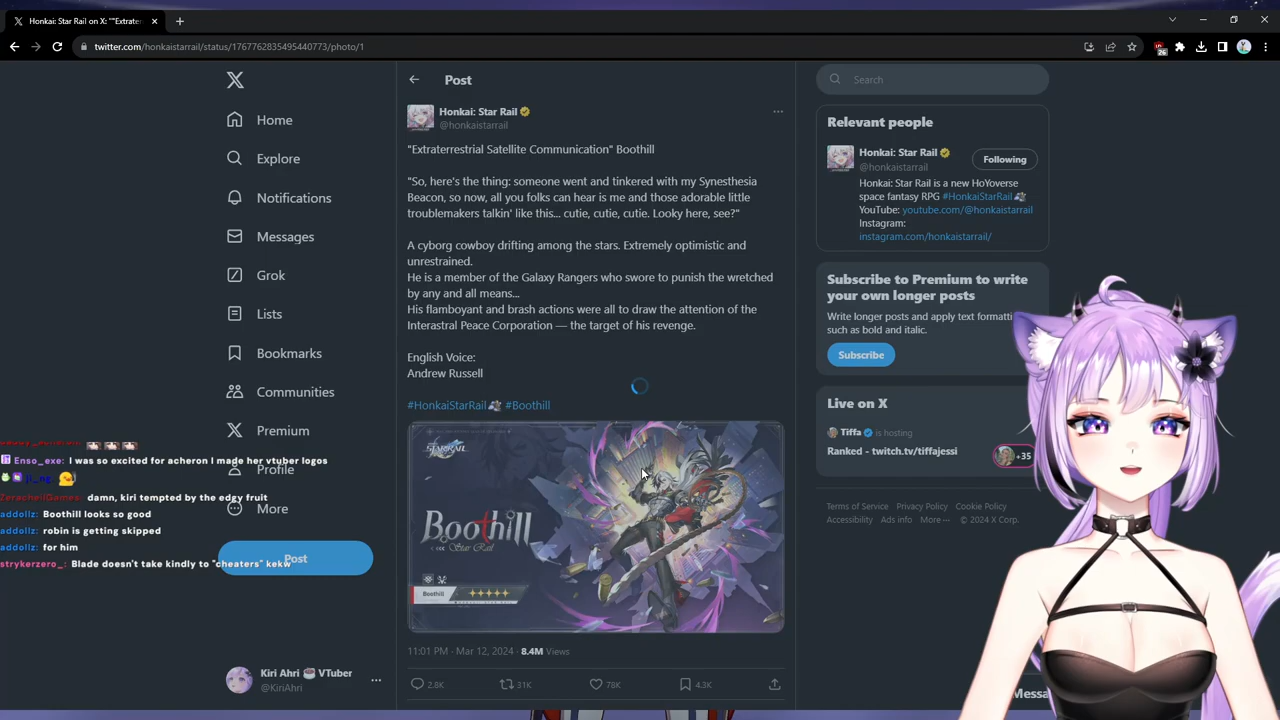 Honkai: Star Rail on X: ""Extrater
twitter.com/honkaistarrail/status/1767762835495440773/photo/1
26
Home
Explore
Notifications
Messages
Grok
Lists
Bookmarks
Communities
Premium
Profile
More
Post
Kiri Ahri ☕ VTuber
@KiriAhri
Enso_exe: I was so excited for acheron I made her vtuber logos
ZerachielGames: damn, kiri tempted by the edgy fruit
addollz: Boothill looks so good
addollz: robin is getting skipped
addollz: for him
strykerzero_: Blade doesn't take kindly to "cheaters" kekw
Post
Honkai: Star Rail
@honkaistarrail
"Extraterrestrial Satellite Communication" Boothill
"So, here's the thing: someone went and tinkered with my Synesthesia
Beacon, so now, all you folks can hear is me and those adorable little
troublemakers talkin' like this... cutie, cutie, cutie. Looky here, see?"
A cyborg cowboy drifting among the stars. Extremely optimistic and
unrestrained.
He is a member of the Galaxy Rangers who swore to punish the wretched
by any and all means...
His flamboyant and brash actions were all to draw the attention of the
Interastral Peace Corporation — the target of his revenge.
English Voice:
Andrew Russell
#HonkaiStarRail #Boothill
STAR RAIL
Boothill
Star Rail
Boothill
11:01 PM · Mar 12, 2024 · 8.4M Views
2.8K
31K
78K
4.3K
Search
Relevant people
Honkai: Star Rail
@honkaistarrail
Following
Honkai: Star Rail is a new HoYoverse
space fantasy RPG #HonkaiStarRail
YouTube: youtube.com/@honkaistarrail
Instagram:
instagram.com/honkaistarrail/
Subscribe to Premium to write
your own longer posts
Write longer posts and apply text formatti
such as bold and italic.
Subscribe
Live on X
Tiffa is hosting
Ranked - twitch.tv/tiffajessi
+35
Terms of Service Privacy Policy Cookie Policy
Accessibility Ads info More··· © 2024 X Corp.
Messa